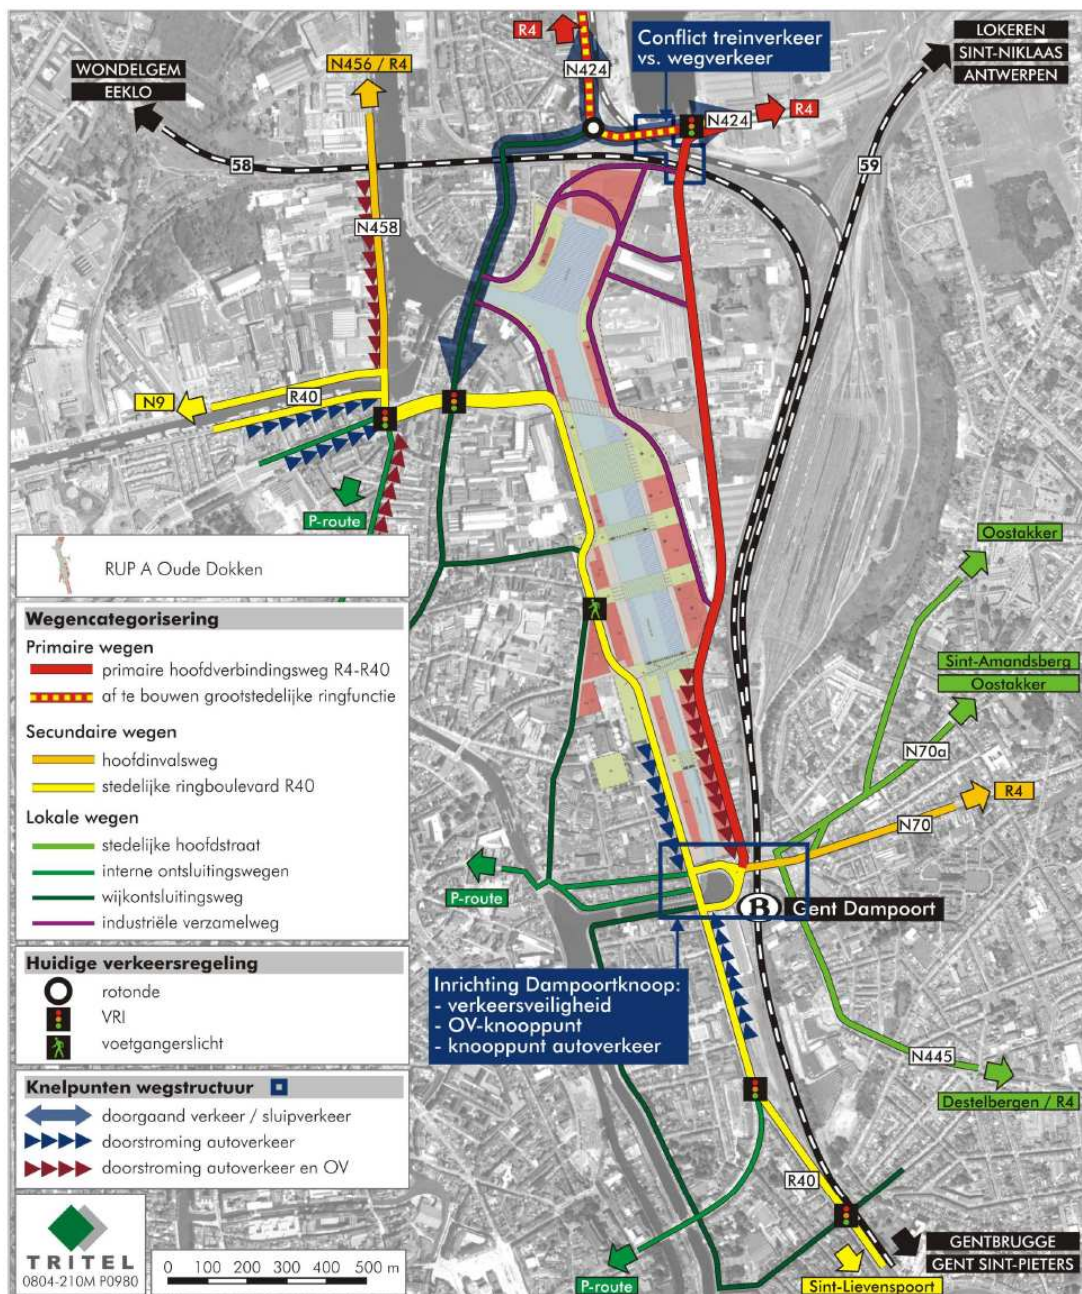 R4
N424
Conflict treinverkeer
vs. wegverkeer
LOKEREN
SINT-NIKLAAS
ANTWERPEN
WONDELGEM
EEKLO
N456 / R4
N424
R4
58
59
N458
N9
R40
P-route
RUP A Oude Dokken
Wegencategorisering
Primaire wegen
primaire hoofdverbindingsweg R4-R40
af te bouwen grootstedelijke ringfunctie
Secundaire wegen
hoofdinvalsweg
stedelijke ringboulevard R40
Lokale wegen
stedelijke hoofdstraat
interne ontsluitingswegen
wijkontsluitingsweg
industriële verzamelweg
Huidige verkeersregeling
rotonde
VRI
voetgangerslicht
Knelpunten wegstructuur
doorgaand verkeer / sluipverkeer
doorstroming autoverkeer
doorstroming autoverkeer en OV
TRITEL
0804-210M P0980
0 100 200 300 400 500 m
Oostakker
Sint-Amandsberg
Oostakker
N70a
R4
N70
P-route
B
Gent Dampoort
Inrichting Dampoortknoop:
- verkeersveiligheid
- OV-knooppunt
- knooppunt autoverkeer
N445
Destelbergen / R4
R40
P-route
Sint-Lievenspoort
GENTBRUGGE
GENT SINT-PIETERS